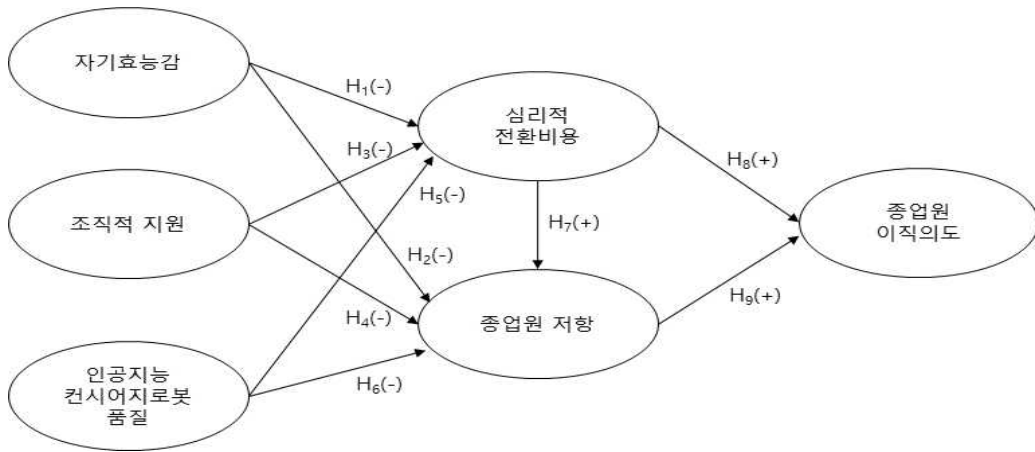 자기효능감
H₁(-)
심리적
전환비용
H₃(-)
H₈(+)
H₅(-)
조직적 지원
H₇(+)
종업원
이직의도
H₂(-)
H₄(-)
종업원 저항
H₉(+)
인공지능
컨시어지로봇
품질
H₆(-)